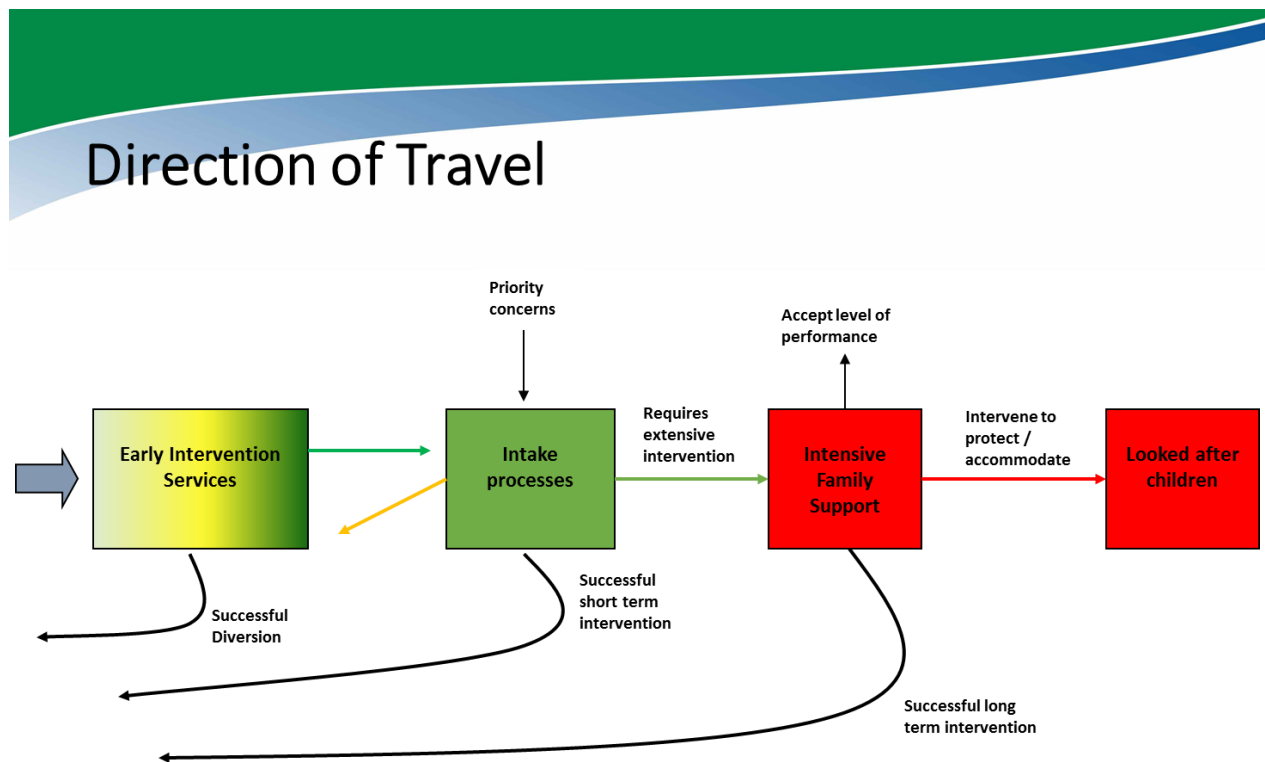 Direction of Travel
Priority
concerns
Accept level of
performance
Early Intervention
Services
Intake
processes
Requires
extensive
intervention
Intensive
Family
Support
Intervene to
protect /
accommodate
Looked after
children
Successful
Diversion
Successful
short term
intervention
Successful long
term intervention